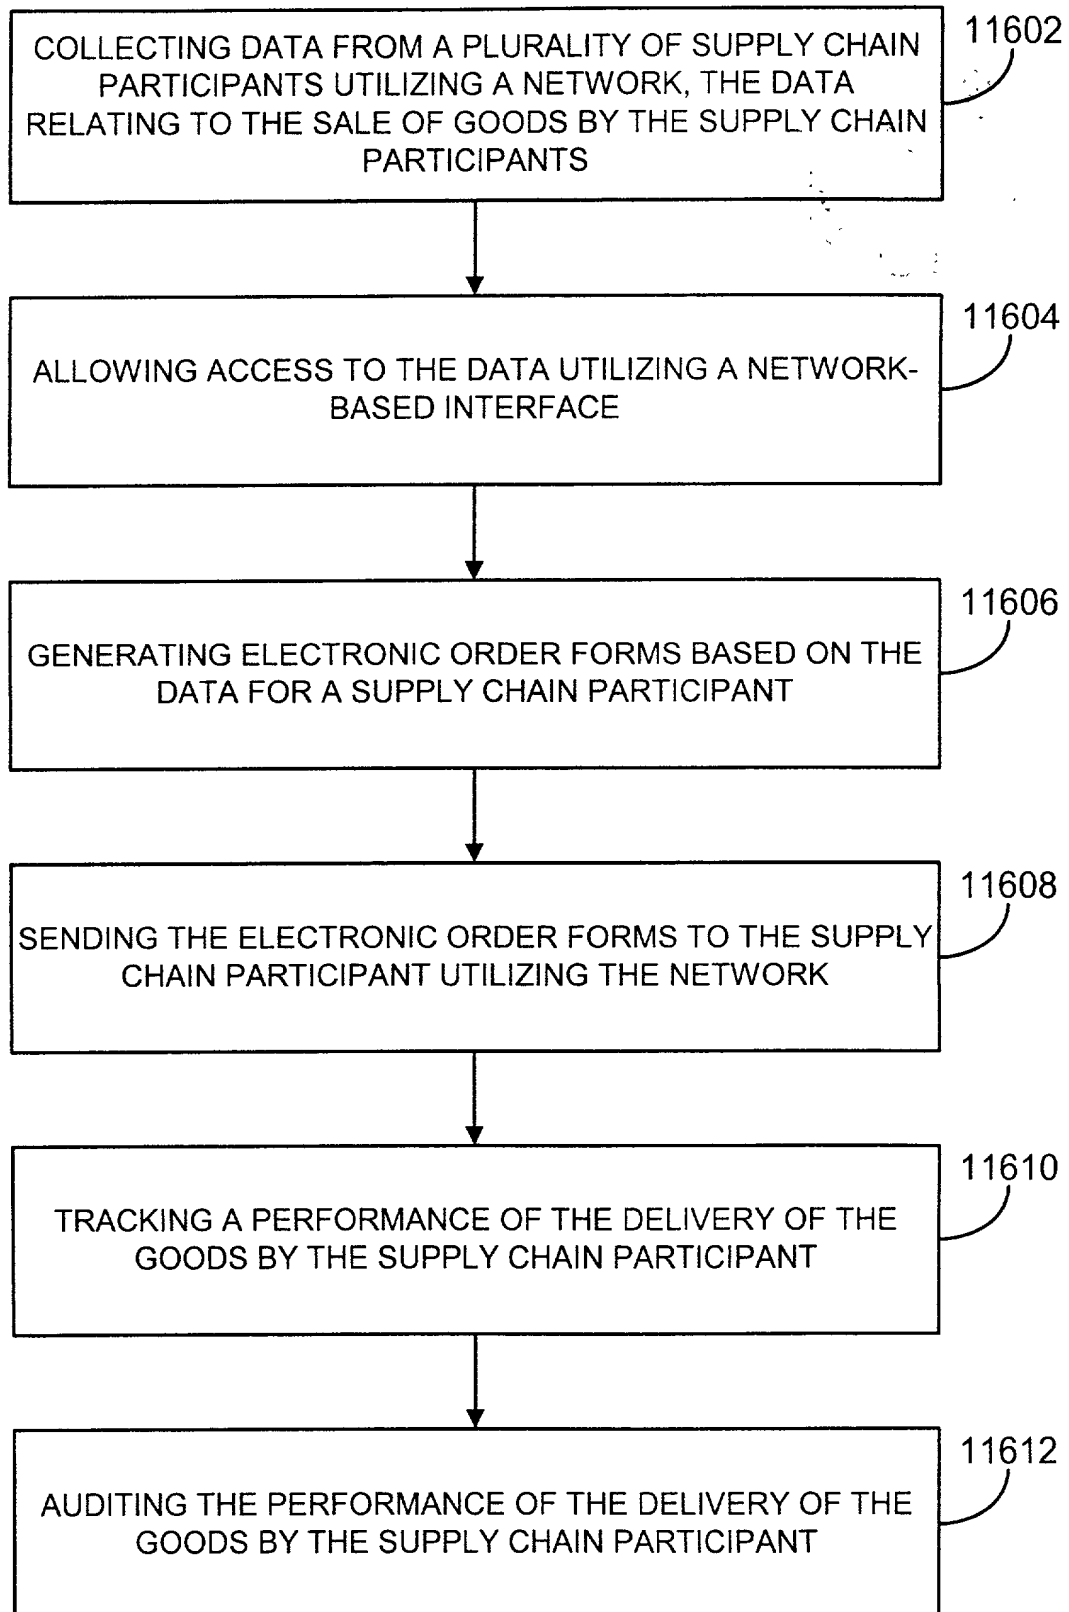 COLLECTING DATA FROM A PLURALITY OF SUPPLY CHAIN
PARTICIPANTS UTILIZING A NETWORK, THE DATA
RELATING TO THE SALE OF GOODS BY THE SUPPLY CHAIN
PARTICIPANTS
11602
ALLOWING ACCESS TO THE DATA UTILIZING A NETWORK-
BASED INTERFACE
11604
GENERATING ELECTRONIC ORDER FORMS BASED ON THE
DATA FOR A SUPPLY CHAIN PARTICIPANT
11606
SENDING THE ELECTRONIC ORDER FORMS TO THE SUPPLY
CHAIN PARTICIPANT UTILIZING THE NETWORK
11608
TRACKING A PERFORMANCE OF THE DELIVERY OF THE
GOODS BY THE SUPPLY CHAIN PARTICIPANT
11610
AUDITING THE PERFORMANCE OF THE DELIVERY OF THE
GOODS BY THE SUPPLY CHAIN PARTICIPANT
11612